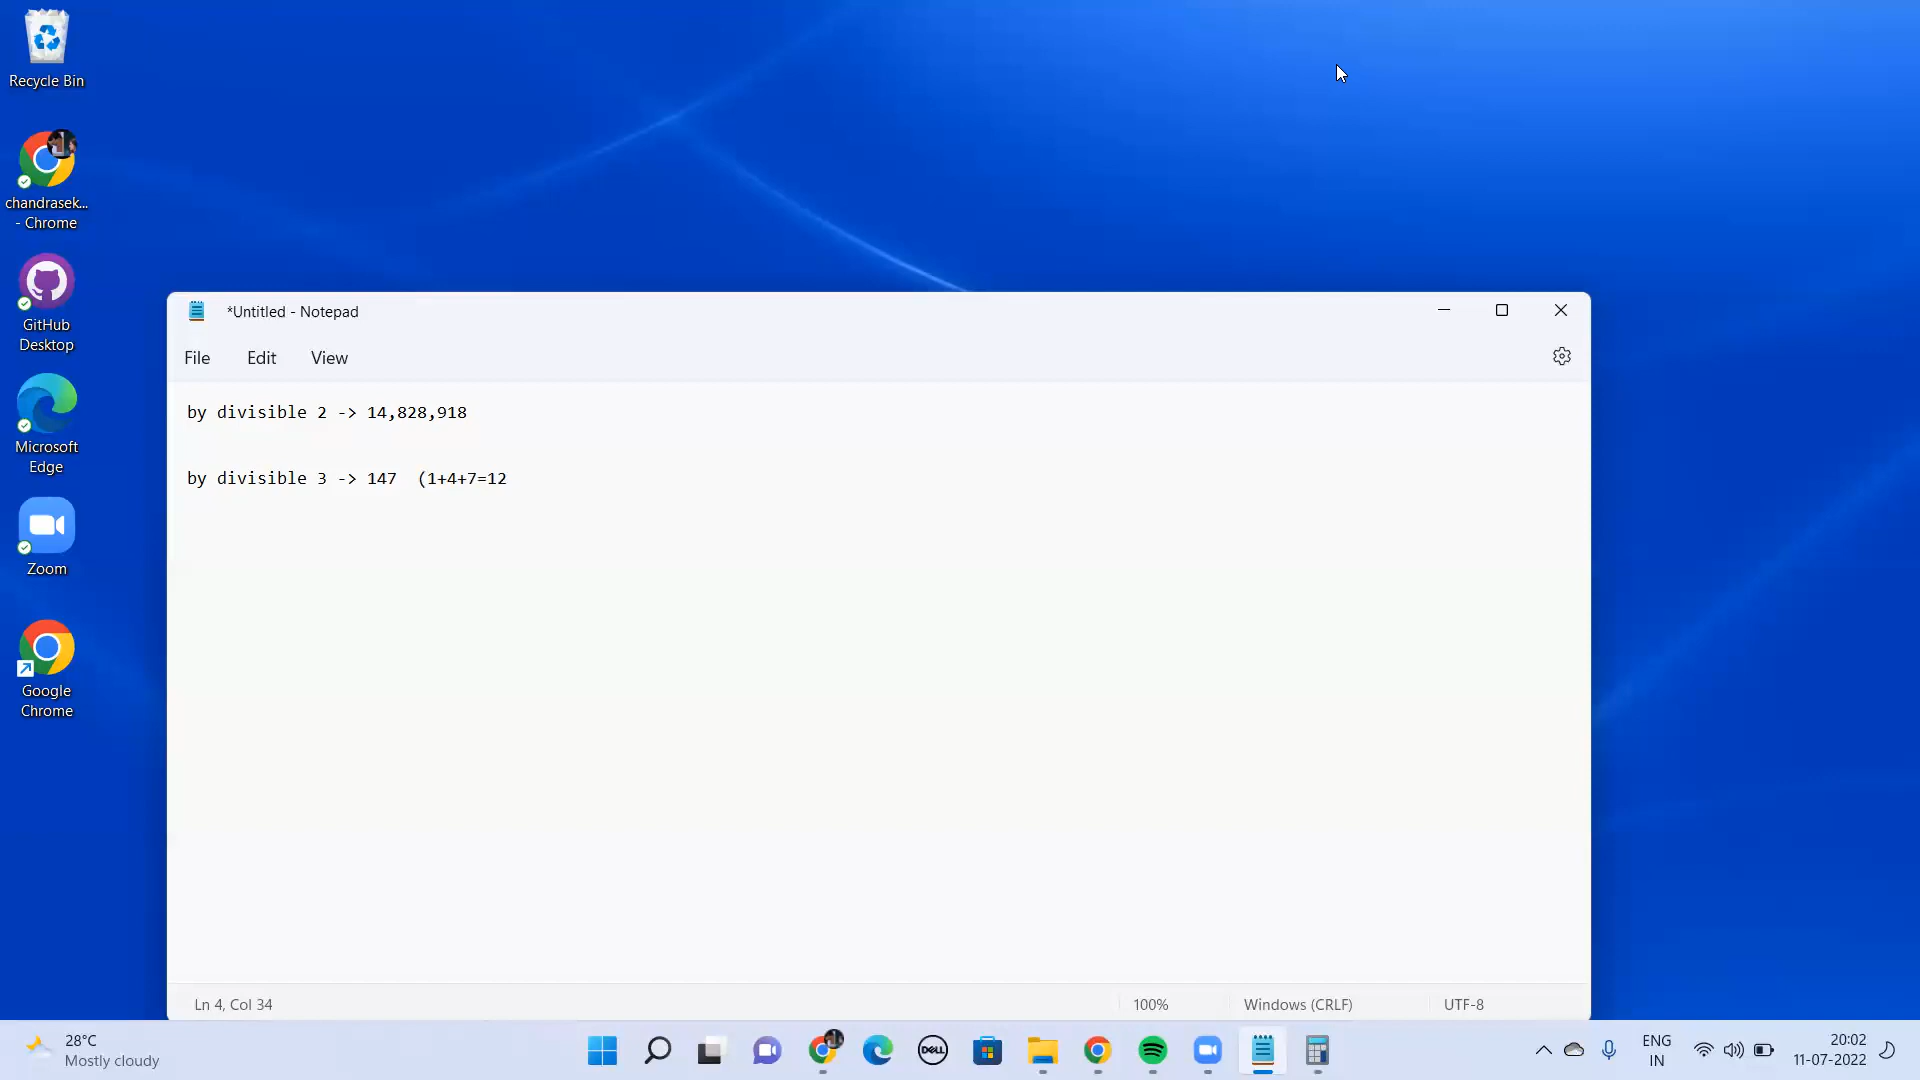 Recycle Bin
chandrasek...
- Chrome
GitHub
Desktop
Microsoft
Edge
Zoom
Google
Chrome
*Untitled - Notepad
File Edit View
by divisible 2 -> 14,828,918
by divisible 3 -> 147  (1+4+7=12
Ln 4, Col 34
100%
Windows (CRLF)
UTF-8
28°C
Mostly cloudy
DELL
ENG
IN
20:02
11-07-2022